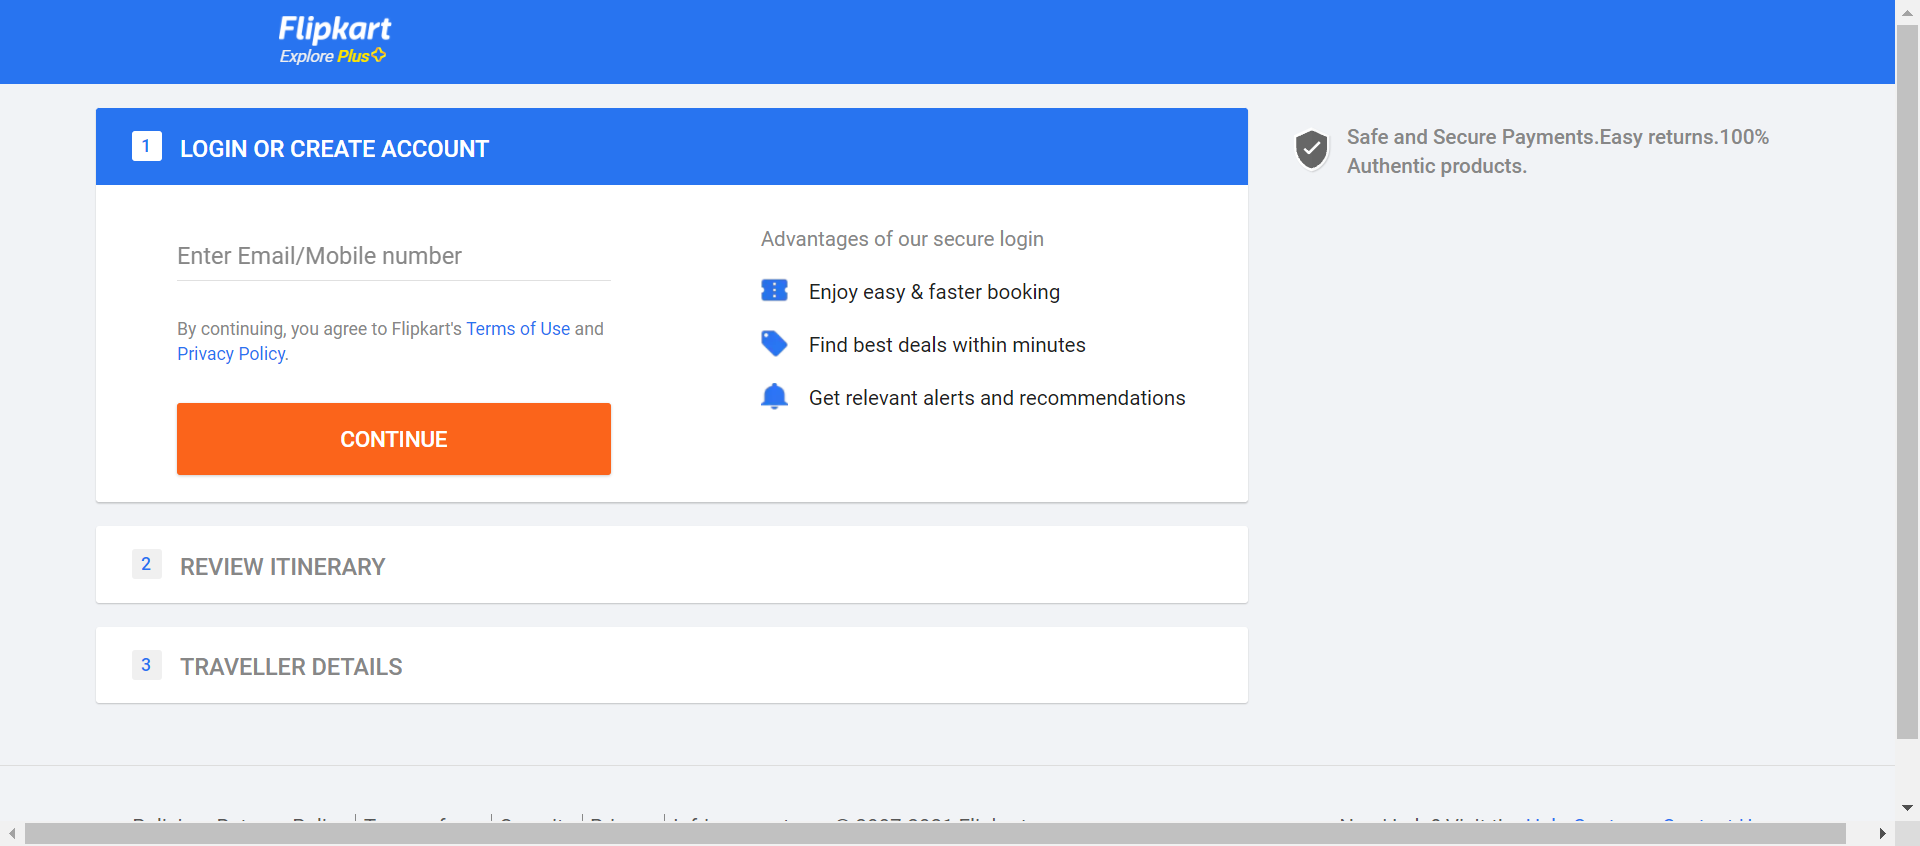 Flipkart
Explore Plus
1 LOGIN OR CREATE ACCOUNT
Enter Email/Mobile number
By continuing, you agree to Flipkart's Terms of Use and
Privacy Policy.
CONTINUE
Advantages of our secure login
Enjoy easy & faster booking
Find best deals within minutes
Get relevant alerts and recommendations
2 REVIEW ITINERARY
3 TRAVELLER DETAILS
Safe and Secure Payments.Easy returns.100%
Authentic products.